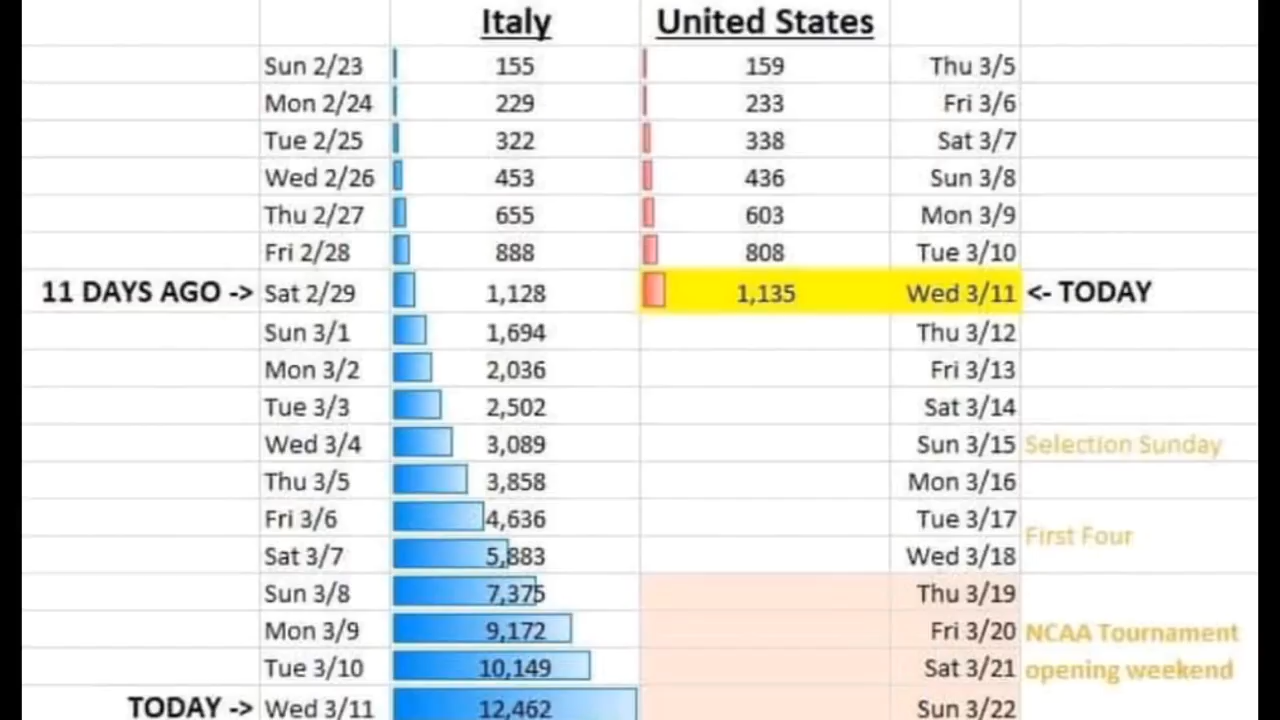 Italy United States
Sun 2/23 155 159 Thu 3/5
Mon 2/24 229 233 Fri 3/6
Tue 2/25 322 338 Sat 3/7
Wed 2/26 453 436 Sun 3/8
Thu 2/27 655 603 Mon 3/9
Fri 2/28 888 808 Tue 3/10
11 DAYS AGO -> Sat 2/29 1,128 1,135 Wed 3/11 <- TODAY
Sun 3/1 1,694 Thu 3/12
Mon 3/2 2,036 Fri 3/13
Tue 3/3 2,502 Sat 3/14
Wed 3/4 3,089 Sun 3/15 Selection Sunday
Thu 3/5 3,858 Mon 3/16
Fri 3/6 4,636 Tue 3/17
First Four
Sat 3/7 5,883 Wed 3/18
Sun 3/8 7,375 Thu 3/19
Mon 3/9 9,172 Fri 3/20 NCAA Tournament
Tue 3/10 10,149 Sat 3/21 opening weekend
TODAY -> Wed 3/11 12,462 Sun 3/22